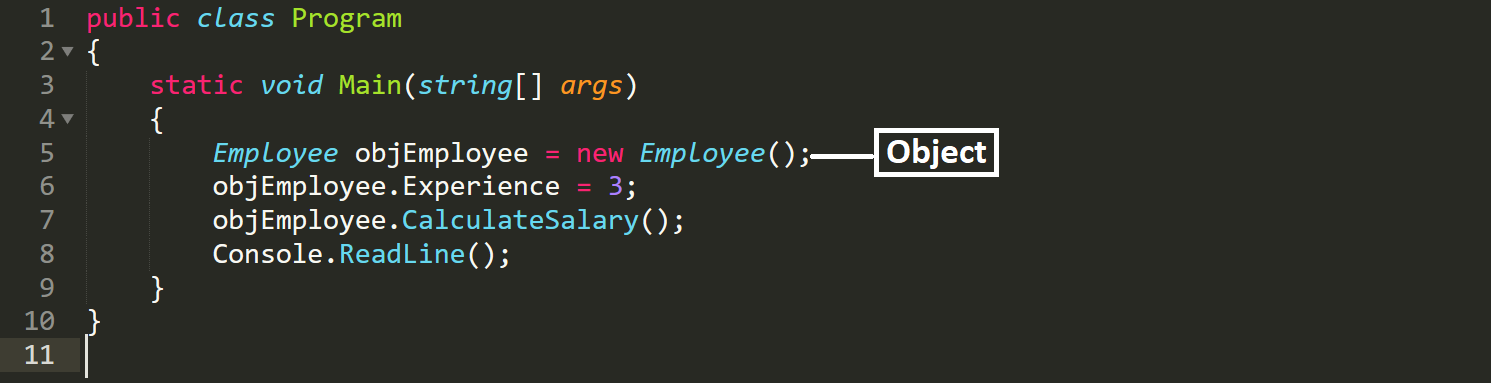 1 public class Program
2 {
3 static void Main(string[] args)
4 {
5 Employee objEmployee = new Employee(); Object
6 objEmployee.Experience = 3;
7 objEmployee.CalculateSalary();
8 Console.ReadLine();
9 }
10 }
11